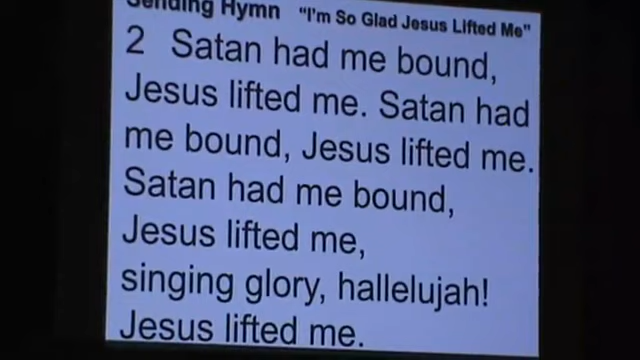 Sending Hymn "I'm So Glad Jesus Lifted Me"
2 Satan had me bound,
Jesus lifted me. Satan had
me bound, Jesus lifted me.
Satan had me bound,
Jesus lifted me,
singing glory, hallelujah!
Jesus lifted me.